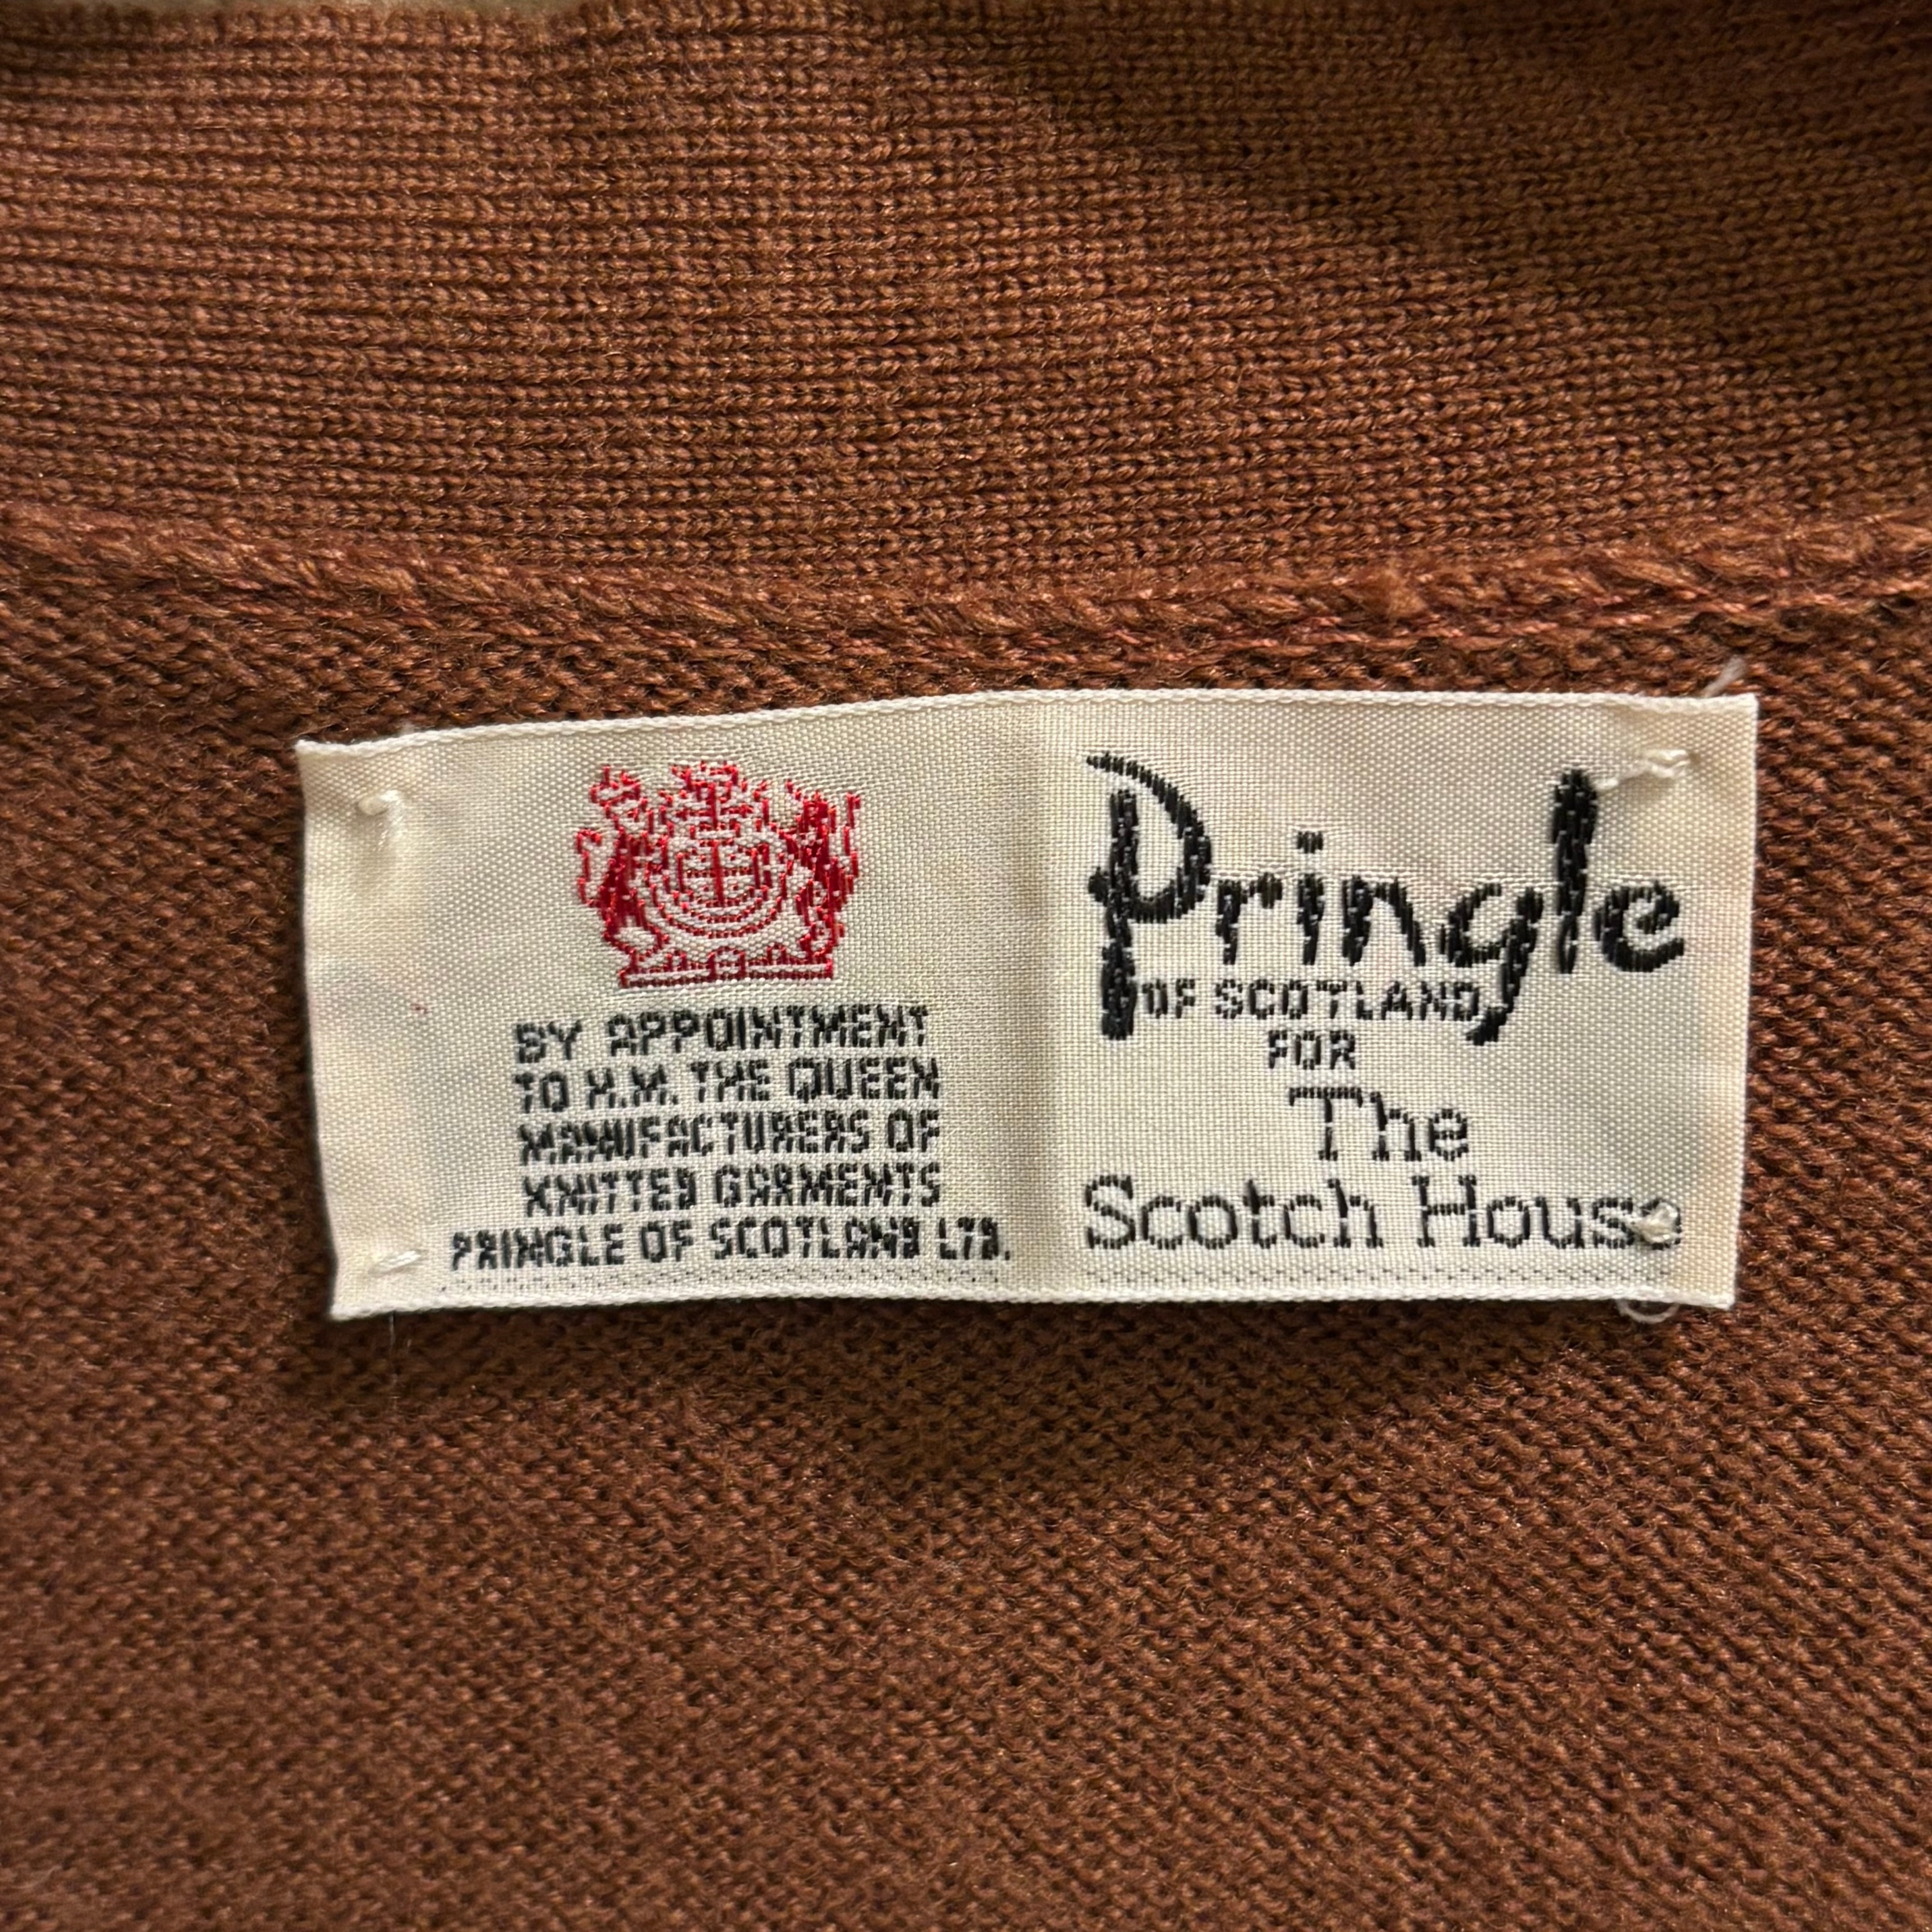 BY APPOINTMENT
TO H.M. THE QUEEN
MANUFACTURERS OF
KNITTED GARMENTS
PRINGLE OF SCOTLAND LTD.
Pringle
OF SCOTLAND
FOR
The
Scotch House